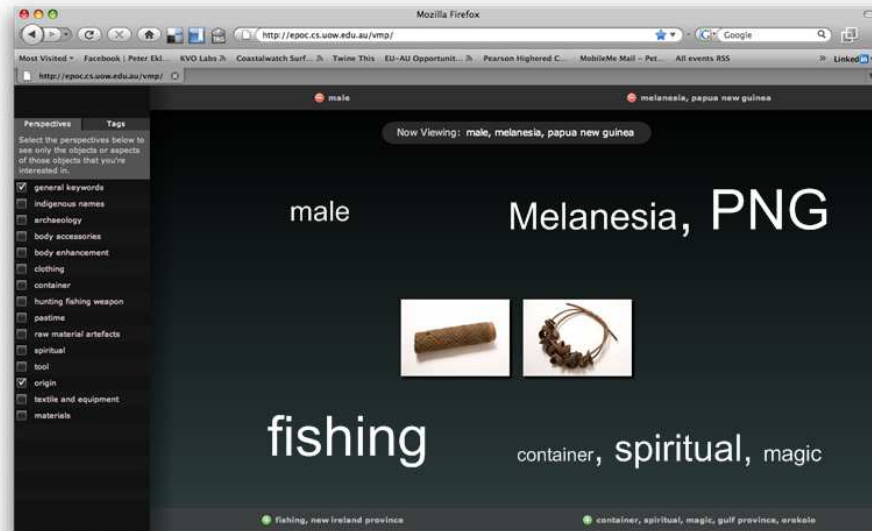 Mozilla Firefox
http://epoc.cs.uow.edu.au/vmp/
Google
Most Visited Facebook | Peter Ekl... KVO Labs Coastalwatch Surf... Twine This EU-AU Opportunit... Pearson Highered C... MobileMe Mail – Pet... All events RSS » Linked in
http://epoc.cs.uow.edu.au/vmp/
male melanesia, papua new guinea
Perspectives Tags
Select the perspectives below to
see only the objects or aspects
of those objects that you're
interested in.
Now Viewing: male, melanesia, papua new guinea
general keywords
indigenous names
archaeology
body accessories
body enhancement
clothing
container
hunting fishing weapon
pastime
raw material artefacts
spiritual
tool
origin
textile and equipment
materials
male
Melanesia, PNG
fishing
container, spiritual, magic
fishing, new ireland province container, spiritual, magic, gulf province, orokolo